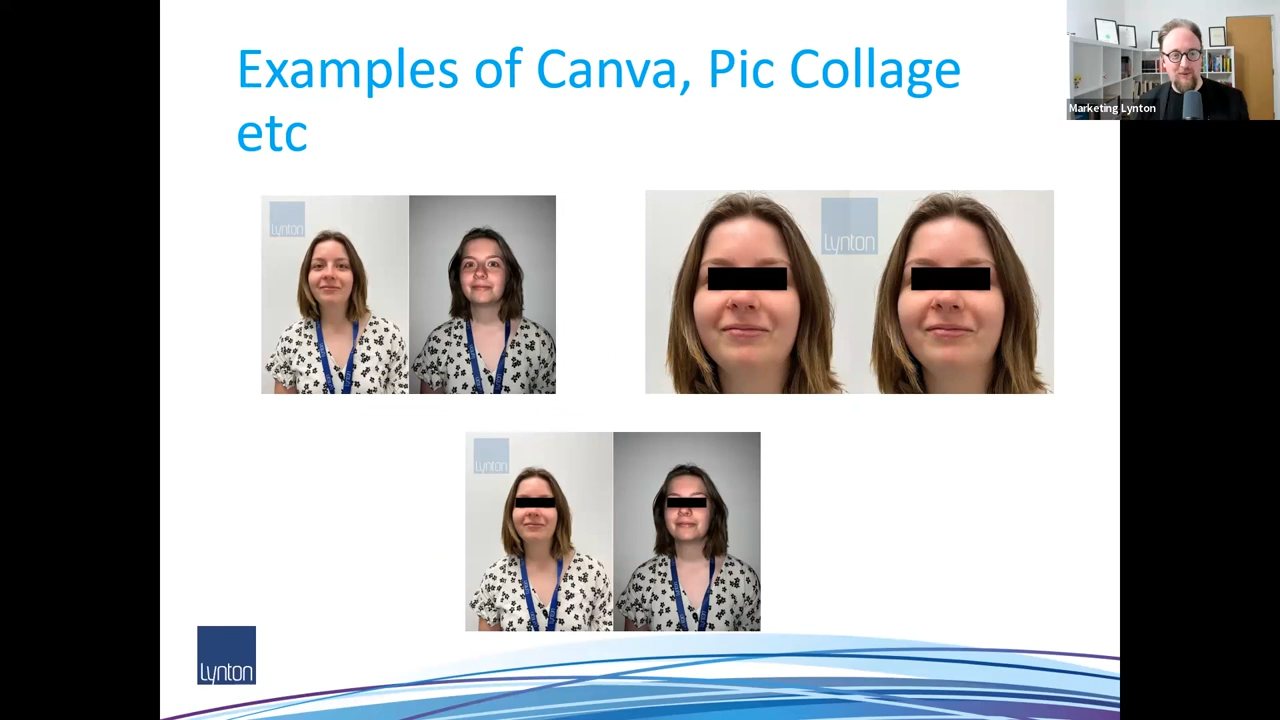 Examples of Canva, Pic Collage
etc
Marketing Lynton
Lynton
Lynton
Lynton
Lynton